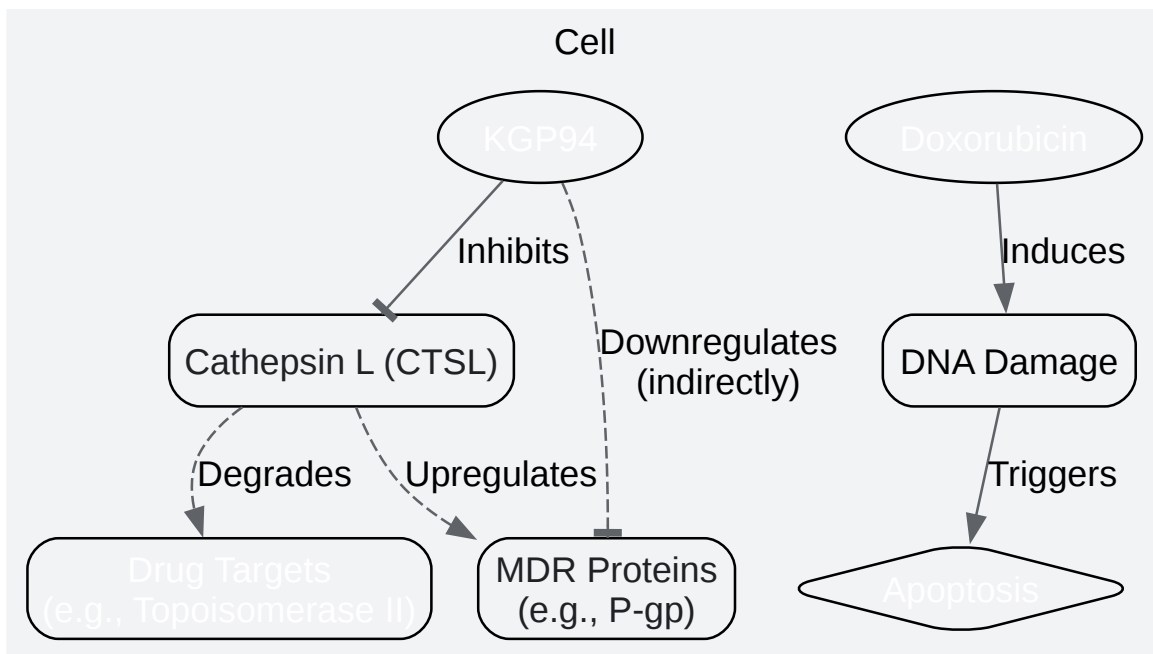 Cell
KGP94
Doxorubicin
Inhibits
Induces
Downregulates
(indirectly)
Cathepsin L (CTSL)
DNA Damage
Degrades
Upregulates
Triggers
Drug Targets
(e.g., Topoisomerase II)
MDR Proteins
(e.g., P-gp)
Apoptosis